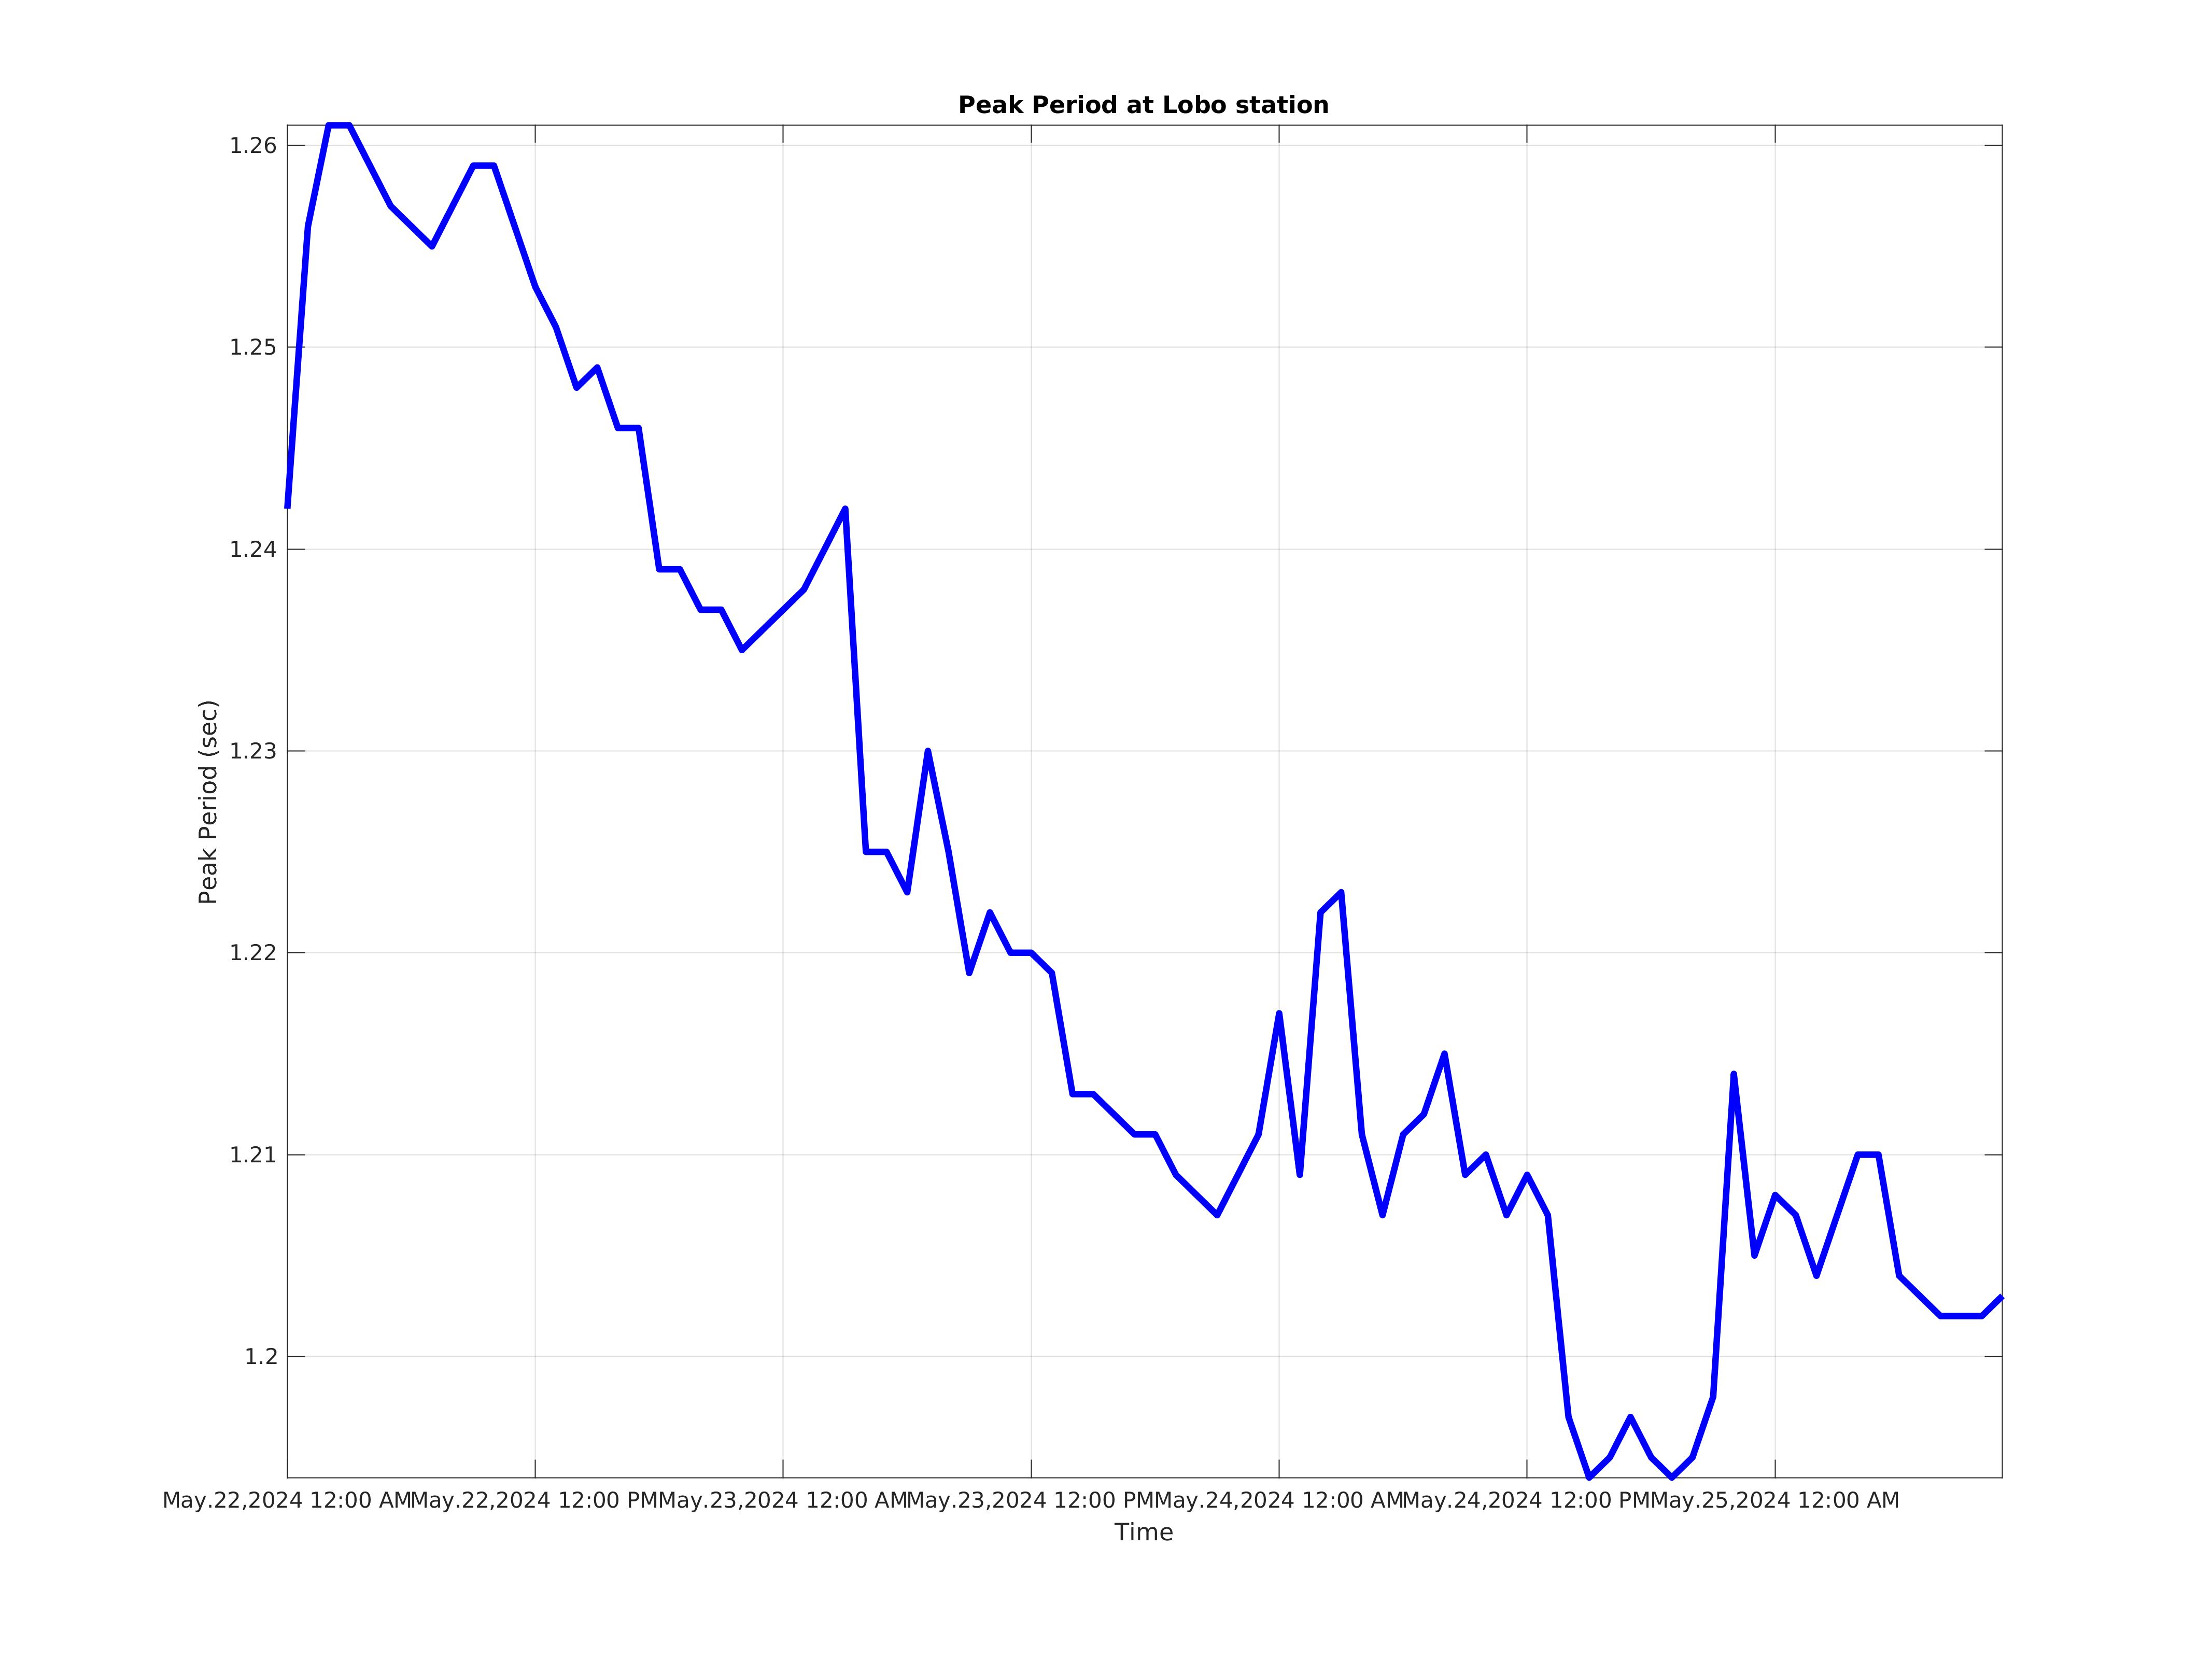 Peak Period at Lobo station
1.26
1.25
1.24
1.23
1.22
1.21
1.2
Peak Period (sec)
May.22,2024 12:00 AM May.22,2024 12:00 PM May.23,2024 12:00 AM May.23,2024 12:00 PM May.24,2024 12:00 AM May.24,2024 12:00 PM May.25,2024 12:00 AM
Time